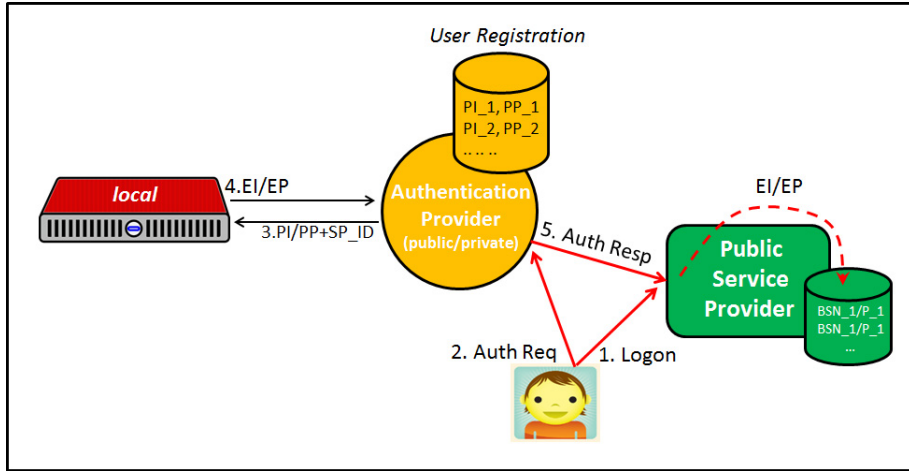 User Registration
PI_1, PP_1
PI_2, PP_2
.. .. ..
local
4.EI/EP
3.PI/PP+SP_ID
Authentication
Provider
(public/private)
5. Auth Resp
EI/EP
Public
Service
Provider
BSN_1/P_1
BSN_1/P_1
...
2. Auth Req
1. Logon